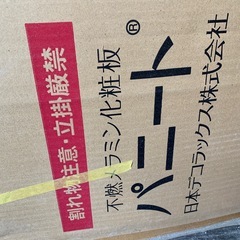 割れ物注意・立掛厳禁
不燃メラミン化粧板
パニート®
日本デコラックス株式会社